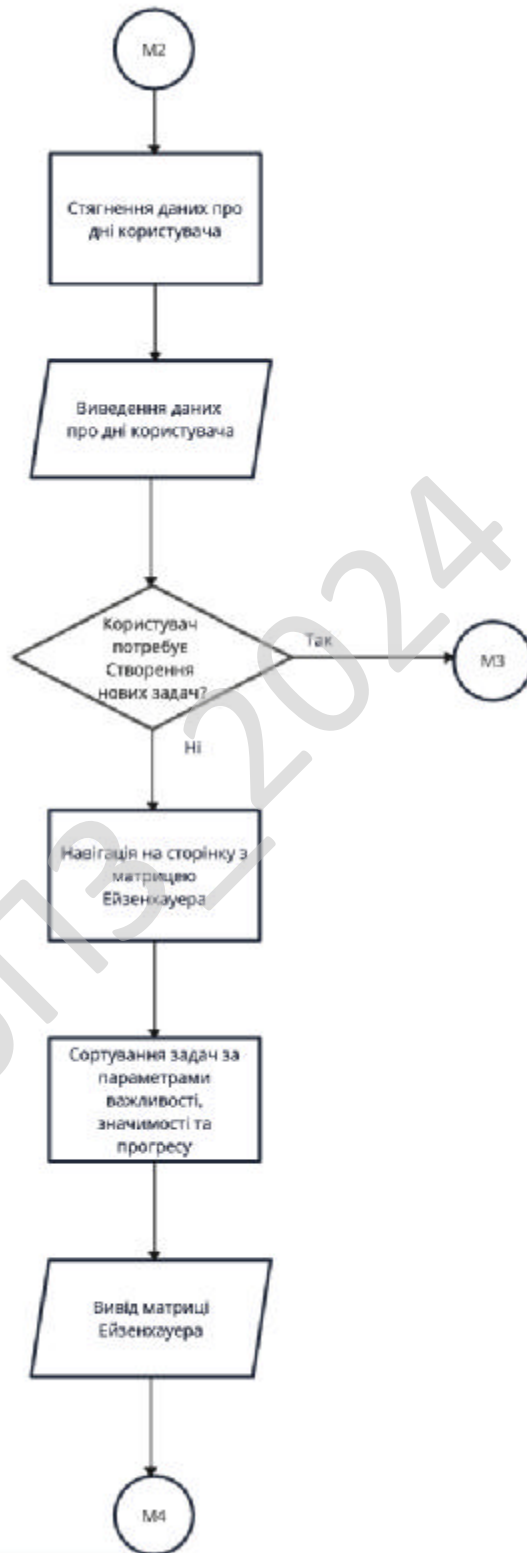 M2
Стягнення даних про
дні користувача
Виведення даних
про дні користувача
Користувач
потребує
Створення
нових задач?
Так
M3
Ні
Навігація на сторінку з
матрицею
Ейзенхауера
Сортування задач за
параметрами
важливості,
значимості та
прогресу
Вивід матриці
Ейзенхауера
M4
ПЗ_2024